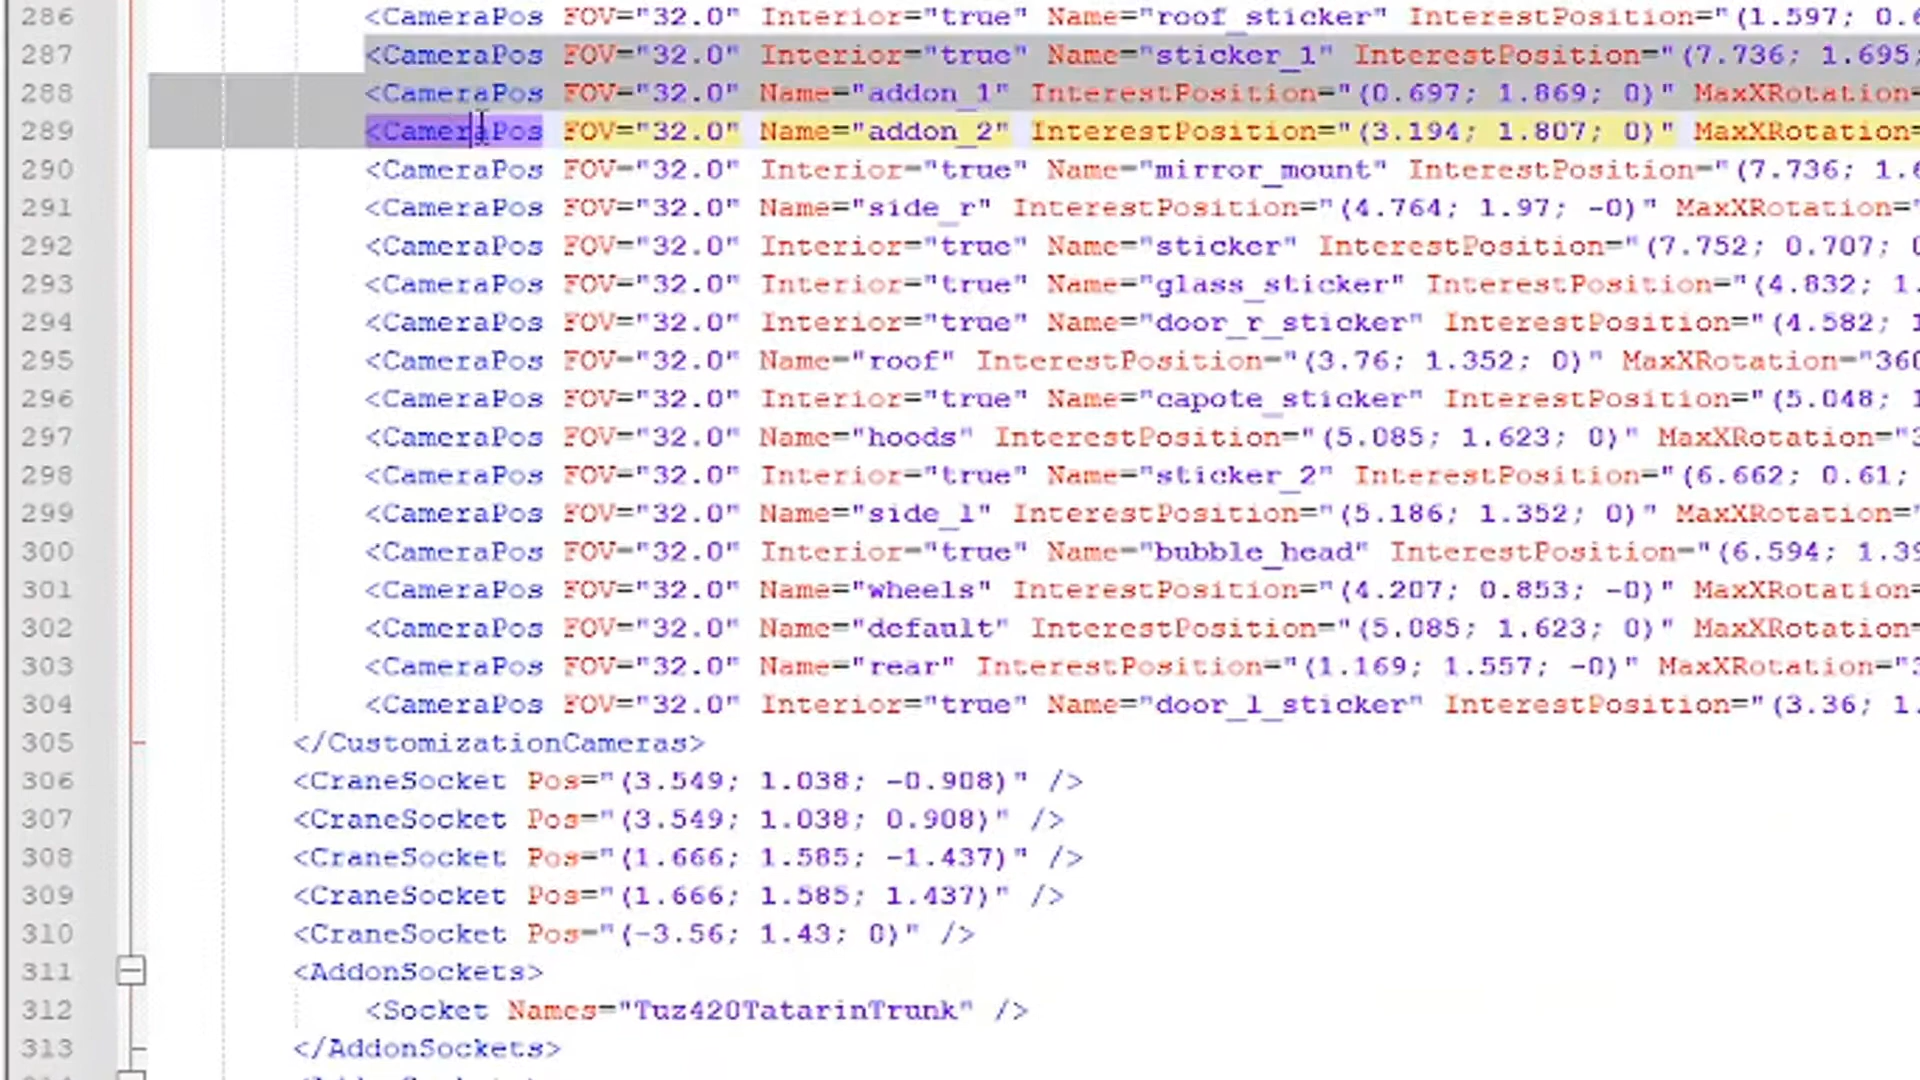 286 <CameraPos FOV="32.0" Interior="true" Name="roof_sticker" InterestPosition="(1.597; 0.6
287 <CameraPos FOV="32.0" Interior="true" Name="sticker_1" InterestPosition="(7.736; 1.695;
288 <CameraPos FOV="32.0" Name="addon_1" InterestPosition="(0.697; 1.869; 0)" MaxXRotation=
289 <CameraPos FOV="32.0" Name="addon_2" InterestPosition="(3.194; 1.807; 0)" MaxXRotation=
290 <CameraPos FOV="32.0" Interior="true" Name="mirror_mount" InterestPosition="(7.736; 1.6
291 <CameraPos FOV="32.0" Name="side_r" InterestPosition="(4.764; 1.97; -0)" MaxXRotation="
292 <CameraPos FOV="32.0" Interior="true" Name="sticker" InterestPosition="(7.752; 0.707; 0
293 <CameraPos FOV="32.0" Interior="true" Name="glass_sticker" InterestPosition="(4.832; 1.
294 <CameraPos FOV="32.0" Interior="true" Name="door_r_sticker" InterestPosition="(4.582; 1
295 <CameraPos FOV="32.0" Name="roof" InterestPosition="(3.76; 1.352; 0)" MaxXRotation="360
296 <CameraPos FOV="32.0" Interior="true" Name="capote_sticker" InterestPosition="(5.048; 1
297 <CameraPos FOV="32.0" Name="hoods" InterestPosition="(5.085; 1.623; 0)" MaxXRotation="3
298 <CameraPos FOV="32.0" Interior="true" Name="sticker_2" InterestPosition="(6.662; 0.61;
299 <CameraPos FOV="32.0" Name="side_l" InterestPosition="(5.186; 1.352; 0)" MaxXRotation="
300 <CameraPos FOV="32.0" Interior="true" Name="bubble_head" InterestPosition="(6.594; 1.39
301 <CameraPos FOV="32.0" Name="wheels" InterestPosition="(4.207; 0.853; -0)" MaxXRotation=
302 <CameraPos FOV="32.0" Name="default" InterestPosition="(5.085; 1.623; 0)" MaxXRotation=
303 <CameraPos FOV="32.0" Name="rear" InterestPosition="(1.169; 1.557; -0)" MaxXRotation="3
304 <CameraPos FOV="32.0" Interior="true" Name="door_l_sticker" InterestPosition="(3.36; 1.
305 </CustomizationCameras>
306 <CraneSocket Pos="(3.549; 1.038; -0.908)" />
307 <CraneSocket Pos="(3.549; 1.038; 0.908)" />
308 <CraneSocket Pos="(1.666; 1.585; -1.437)" />
309 <CraneSocket Pos="(1.666; 1.585; 1.437)" />
310 <CraneSocket Pos="(-3.56; 1.43; 0)" />
311 <AddonSockets>
312 <Socket Names="Tuz420TatarinTrunk" />
313 </AddonSockets>